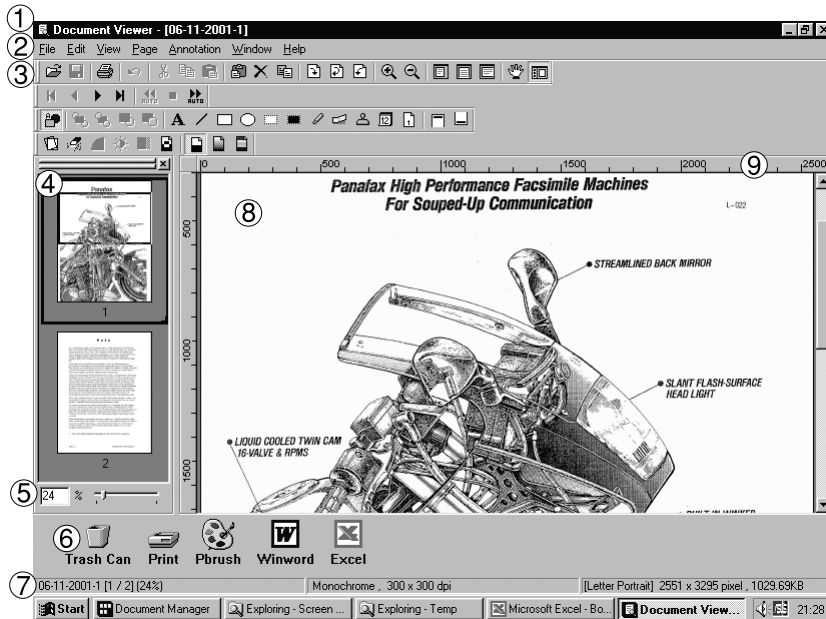 ① Document Viewer - [06-11-2001-1]
② File Edit View Page Annotation Window Help
③
AUTO AUTO
A 12 1
④
0 500 1000 1500 2000 2500
⑨
Panafax High Performance Facsimile Machines
For Souped-Up Communication
L-022
⑧
500
1000
1500
Panafax
1
2
STREAMLINED BACK MIRROR
SLANT FLASH-SURFACE
HEAD LIGHT
LIQUID COOLED TWIN CAM
16-VALVE & RPMS
⑤ 24 %
⑥
Trash Can Print Pbrush Winword Excel
⑦ 06-11-2001-1 [1 / 2] (24%) Monochrome , 300 x 300 dpi [Letter Portrait] 2551 x 3295 pixel , 1029.69KB
Start Document Manager Exploring - Screen ... Exploring - Temp Microsoft Excel - Bo... Document View... 21:28